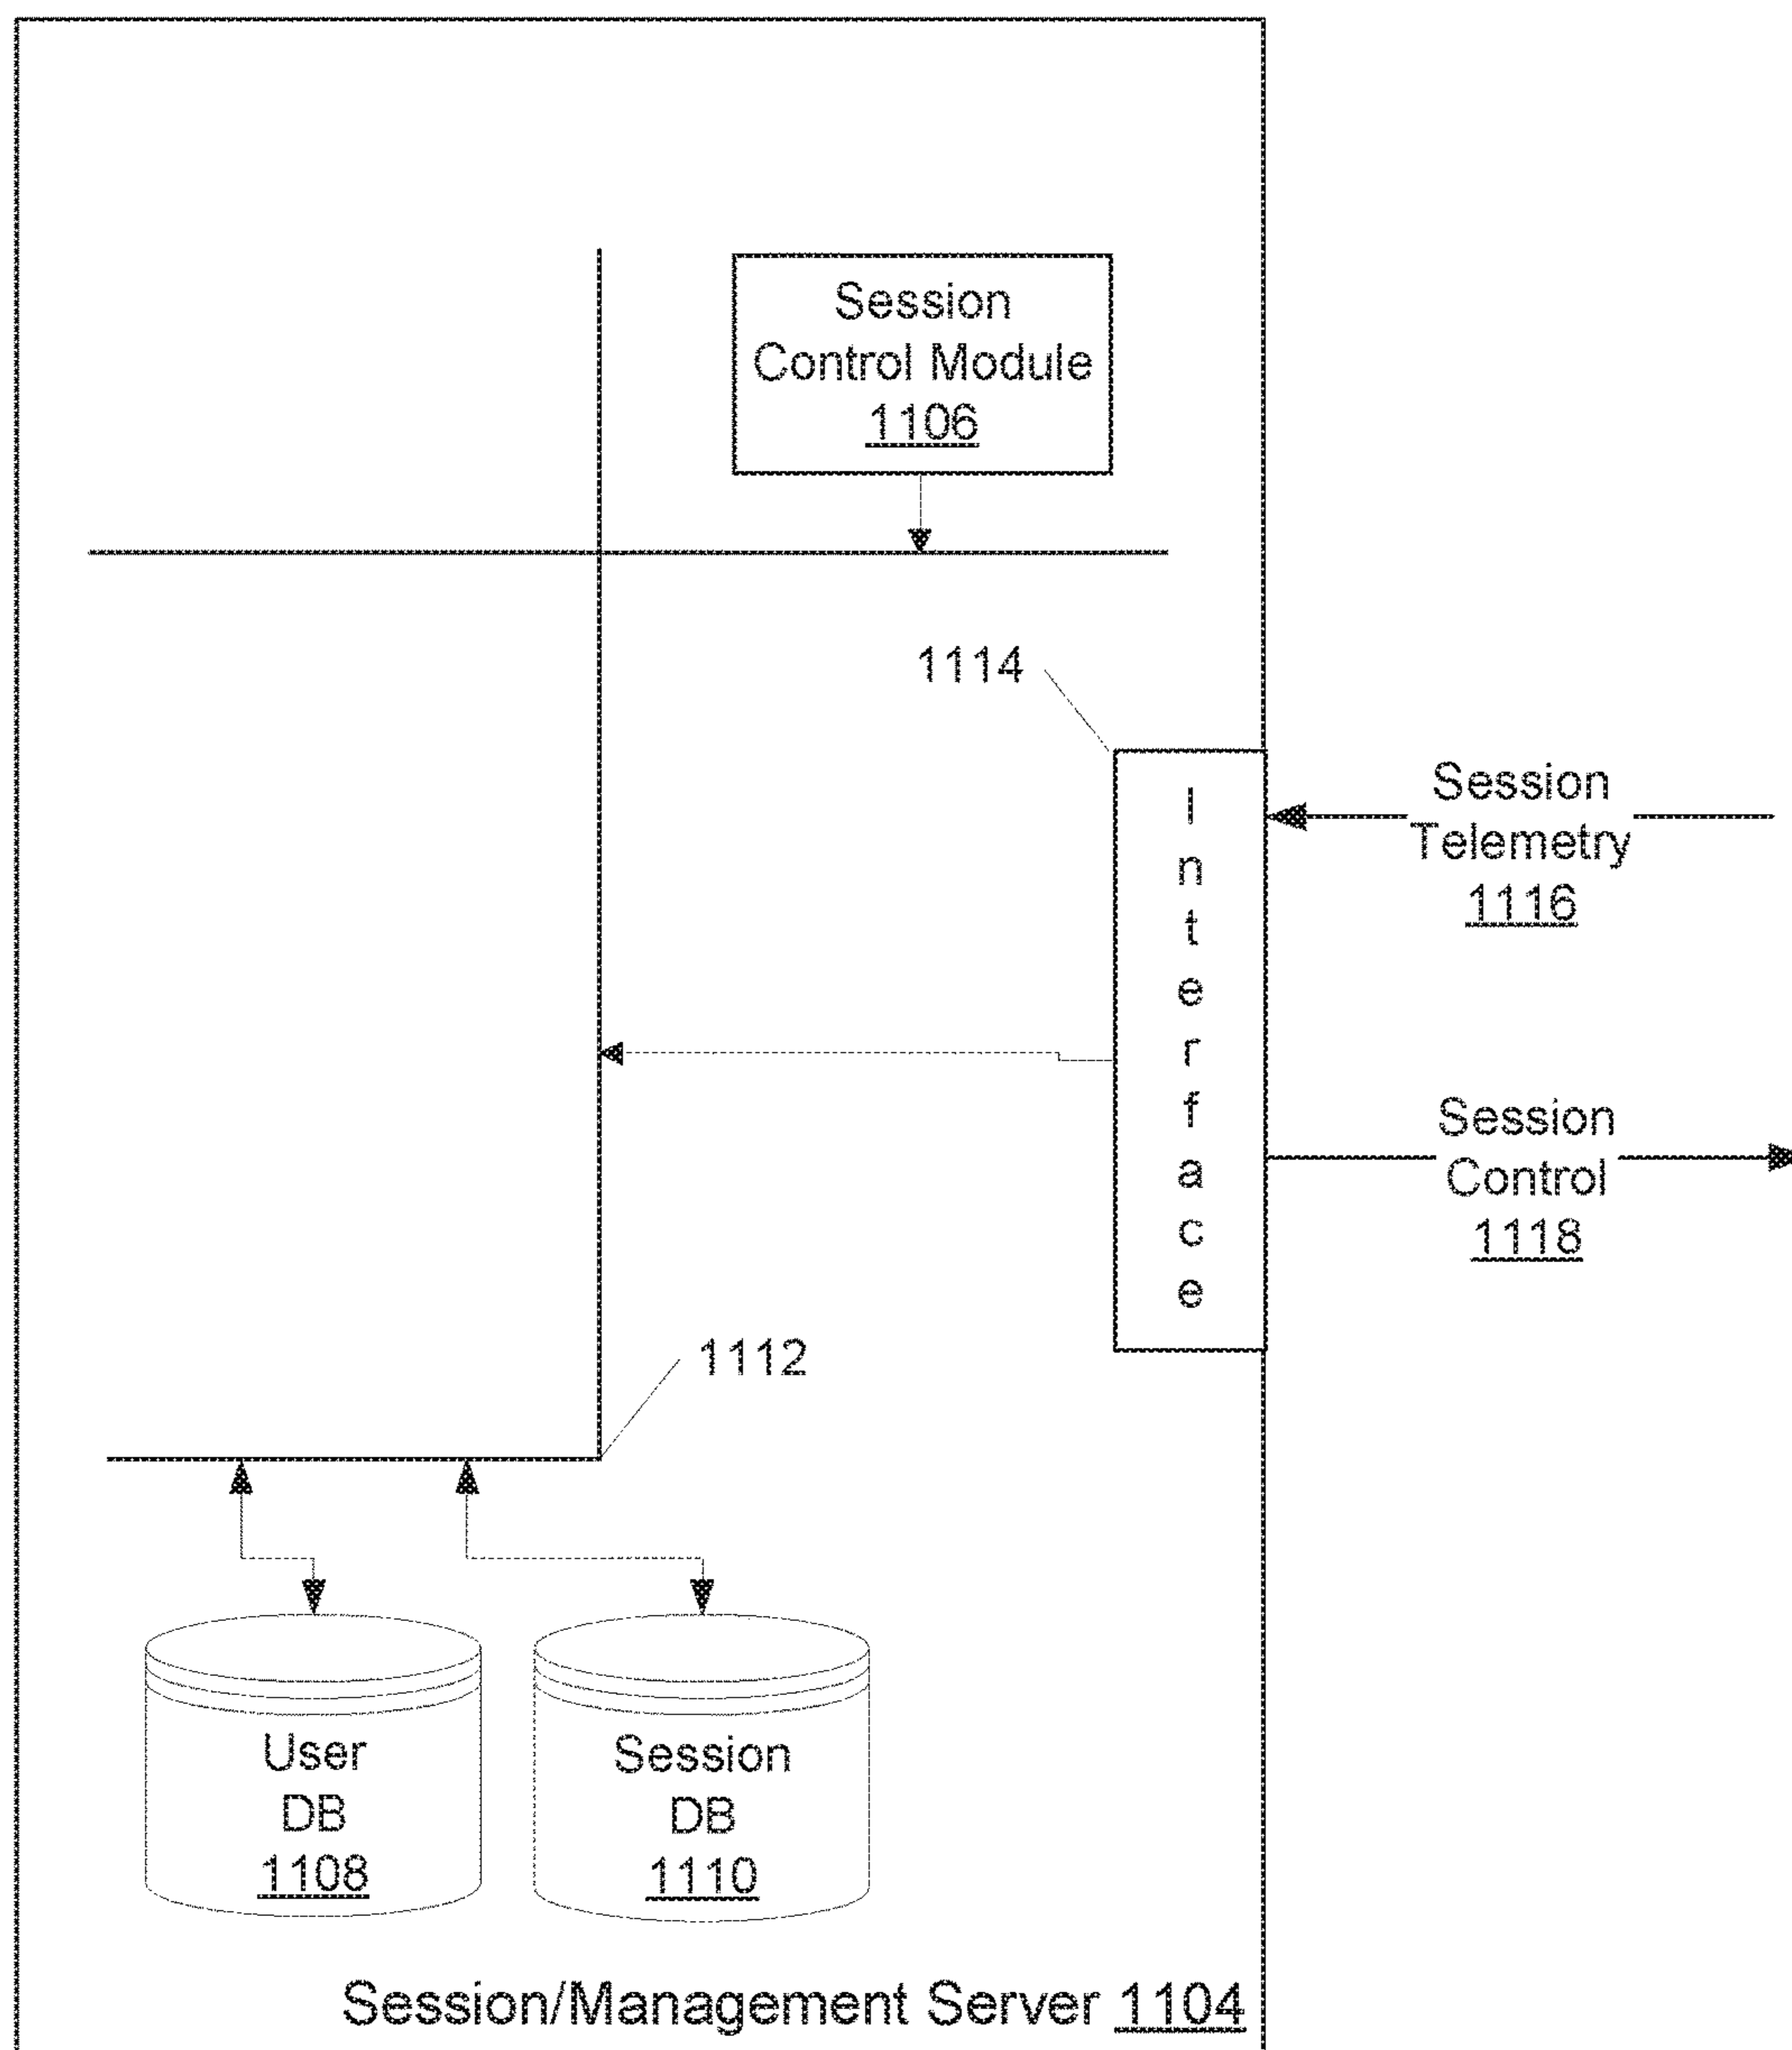 Session
Control Module
1106
1114
Interface
Session
Telemetry
1116
Session
Control
1118
1112
User
DB
1108
Session
DB
1110
Session/Management Server 1104